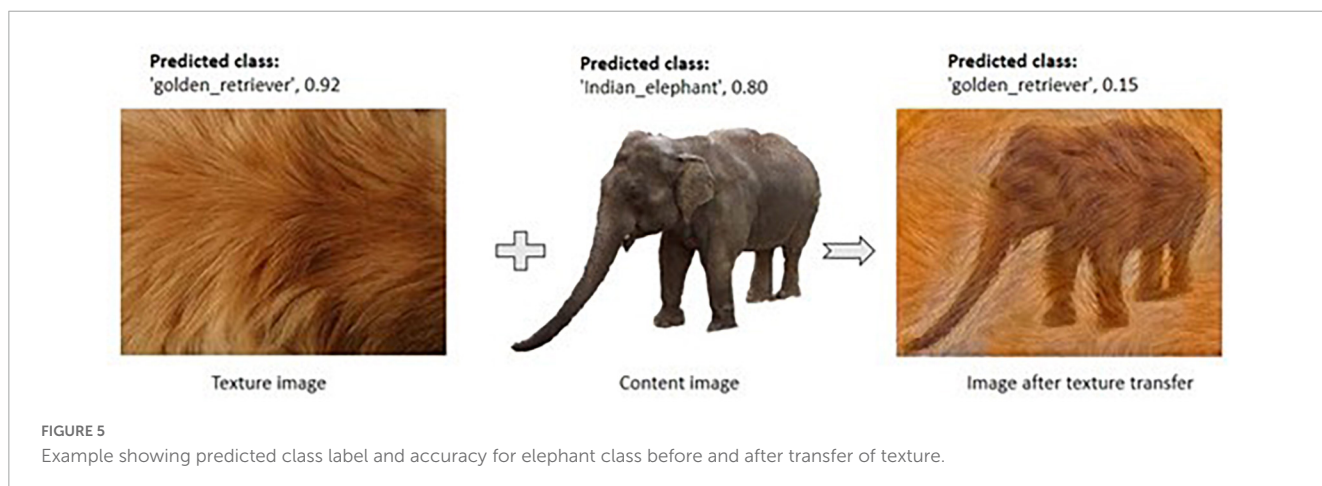 Predicted class:
'golden_retriever', 0.92
Predicted class:
'Indian_elephant', 0.80
Predicted class:
'golden_retriever', 0.15
Texture image
Content image
Image after texture transfer
FIGURE 5
Example showing predicted class label and accuracy for elephant class before and after transfer of texture.